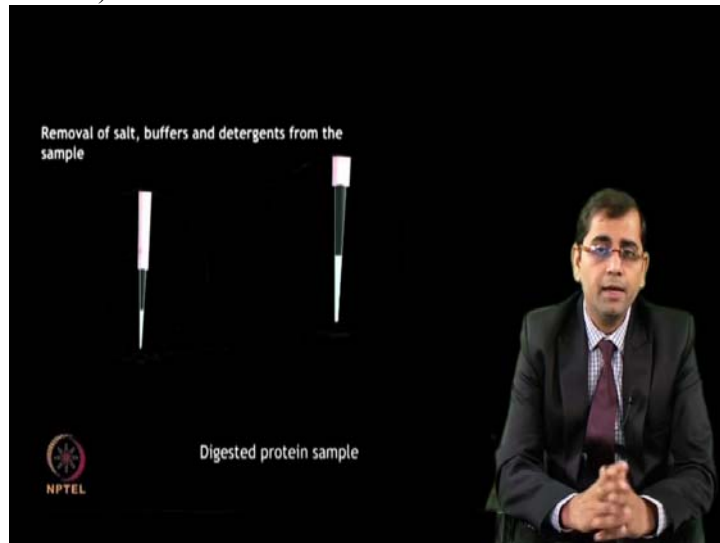 Removal of salt, buffers and detergents from the
sample
Digested protein sample
NPTEL